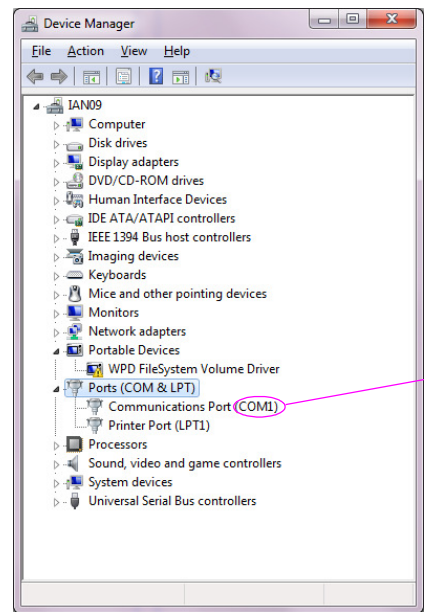 Device Manager
File Action View Help
IAN09
Computer
Disk drives
Display adapters
DVD/CD-ROM drives
Human Interface Devices
IDE ATA/ATAPI controllers
IEEE 1394 Bus host controllers
Imaging devices
Keyboards
Mice and other pointing devices
Monitors
Network adapters
Portable Devices
WPD FileSystem Volume Driver
Ports (COM & LPT)
Communications Port (COM1)
Printer Port (LPT1)
Processors
Sound, video and game controllers
System devices
Universal Serial Bus controllers